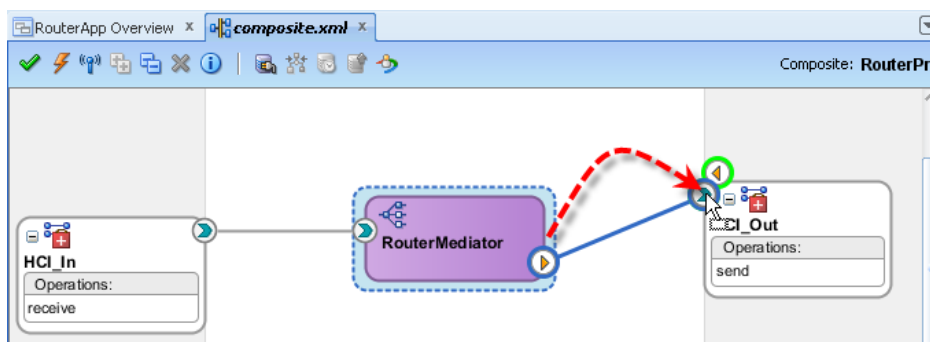 RouterApp Overview x composite.xml x
Composite: RouterPr
RouterMediator
HCI_In
Operations:
receive
CI_Out
Operations:
send